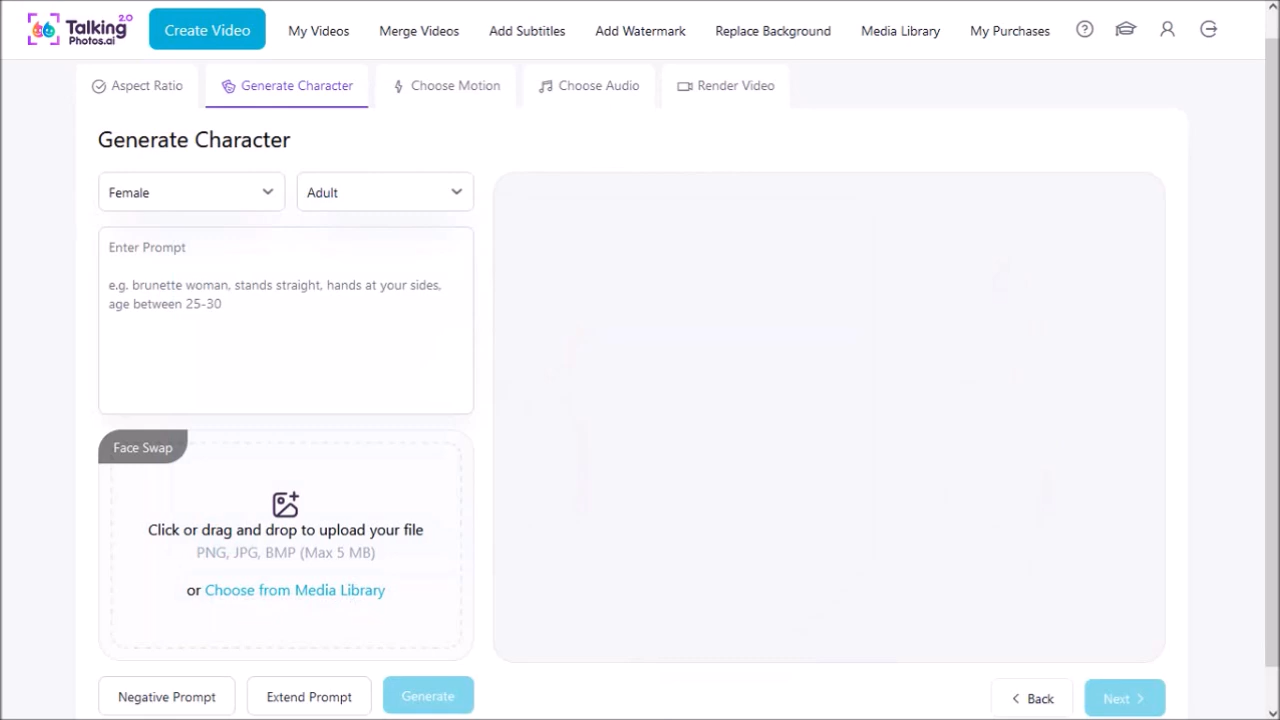 Talking 2.0
Photos.ai
Create Video
My Videos
Merge Videos
Add Subtitles
Add Watermark
Replace Background
Media Library
My Purchases
Aspect Ratio
Generate Character
Choose Motion
Choose Audio
Render Video
Generate Character
Female
Adult
Enter Prompt
e.g. brunette woman, stands straight, hands at your sides,
age between 25-30
Face Swap
Click or drag and drop to upload your file
PNG, JPG, BMP (Max 5 MB)
or Choose from Media Library
Negative Prompt
Extend Prompt
Generate
Back
Next